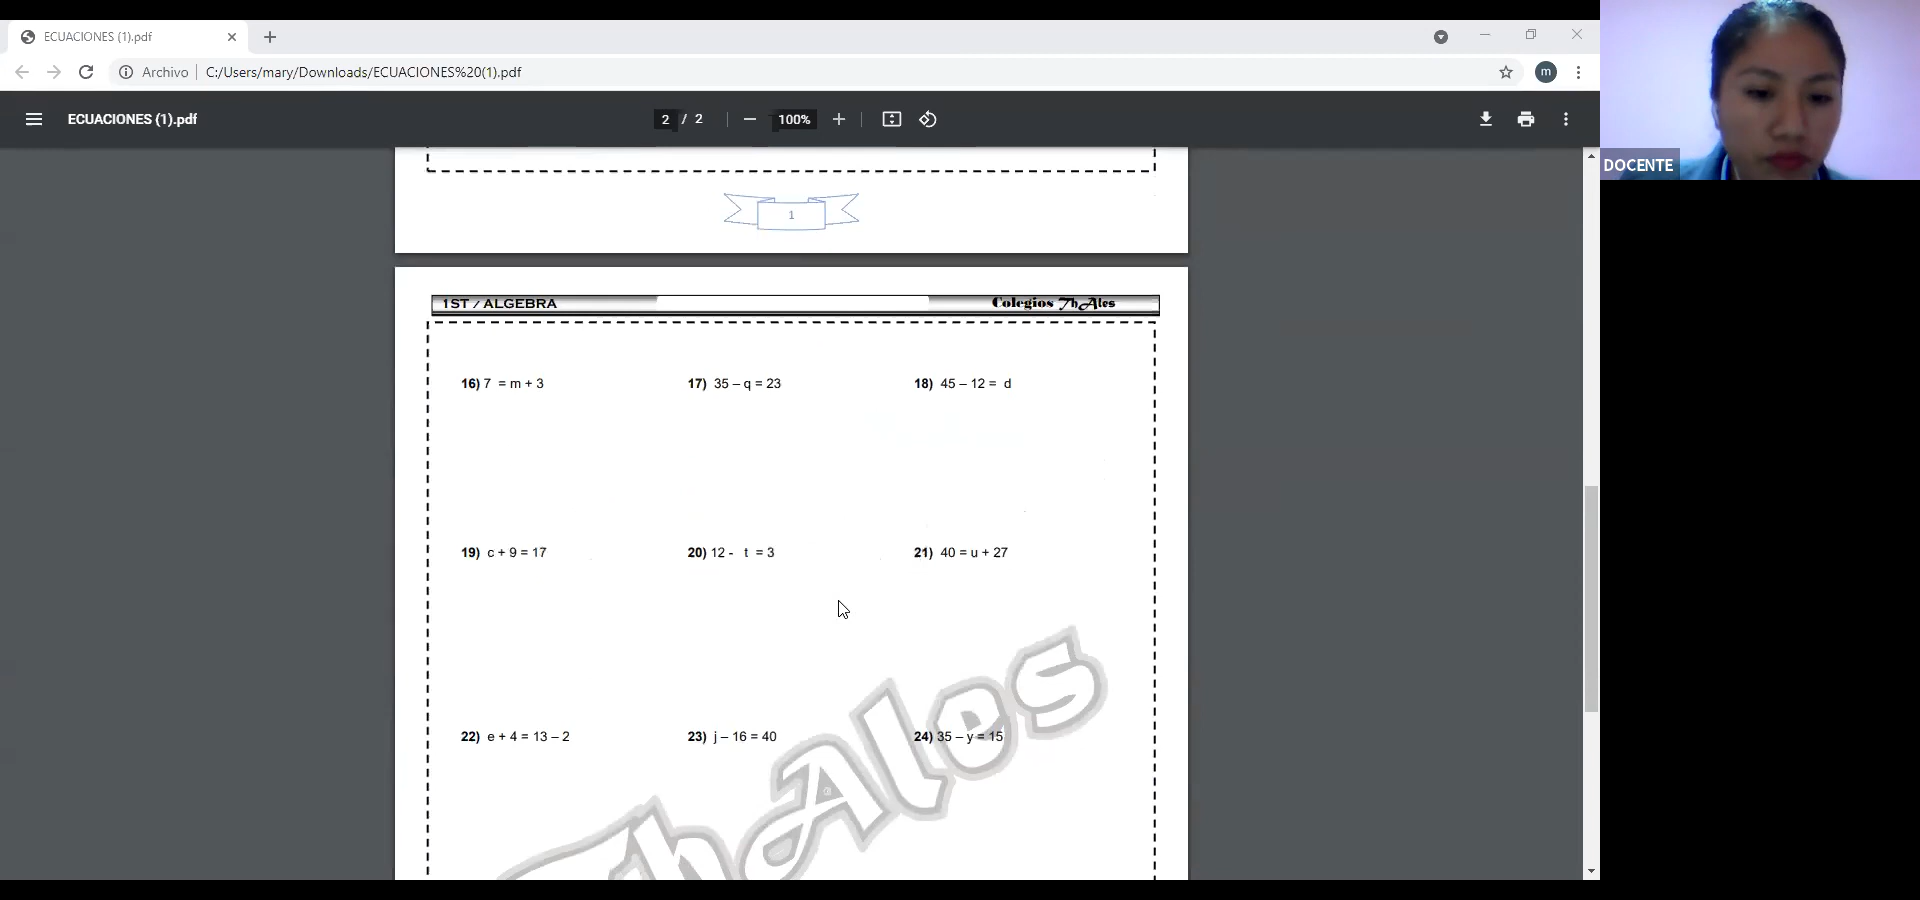 ECUACIONES (1).pdf
Archivo C:/Users/mary/Downloads/ECUACIONES%20(1).pdf m
ECUACIONES (1).pdf 2 / 2 100%
DOCENTE
1
1ST / ALGEBRA Colegios ThAles
16) 7 = m + 3 17) 35 – q = 23 18) 45 – 12 = d
19) c + 9 = 17 20) 12 - t = 3 21) 40 = u + 27
22) e + 4 = 13 – 2 23) j – 16 = 40 24) 35 – y = 15
ThAles